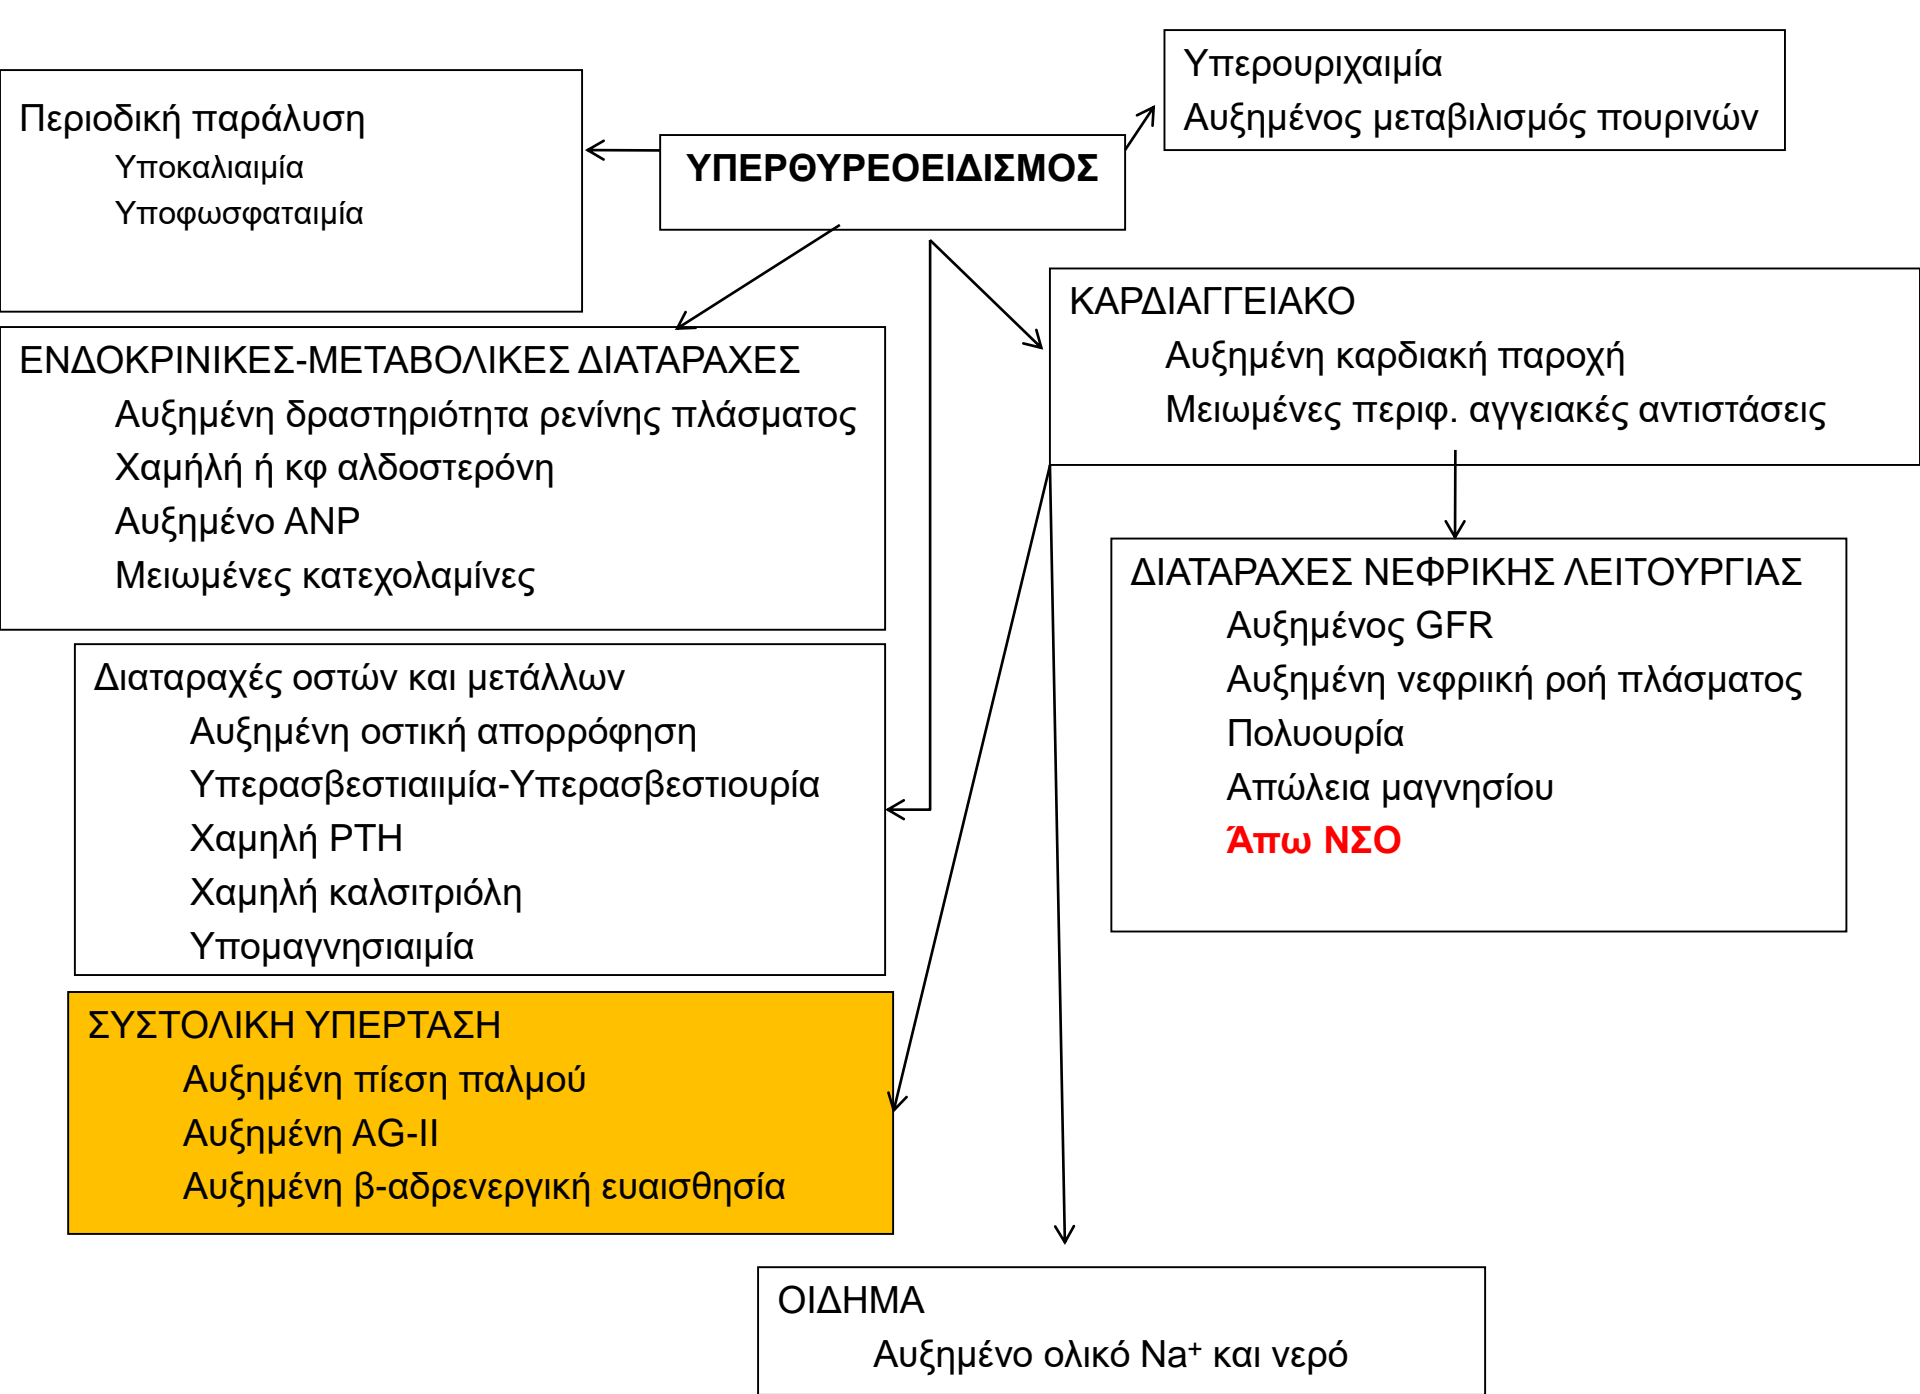 Υπερουριχαιμία
Αυξημένος μεταβιλισμός πουρινών
Περιοδική παράλυση
Υποκαλιαιμία
Υποφωσφαταιμία
ΥΠΕΡΘΥΡΕΟΕΙΔΙΣΜΟΣ
ΚΑΡΔΙΑΓΓΕΙΑΚΟ
Αυξημένη καρδιακή παροχή
Μειωμένες περιφ. αγγειακές αντιστάσεις
ΕΝΔΟΚΡΙΝΙΚΕΣ-ΜΕΤΑΒΟΛΙΚΕΣ ΔΙΑΤΑΡΑΧΕΣ
Αυξημένη δραστηριότητα ρενίνης πλάσματος
Χαμήλή ή κφ αλδοστερόνη
Αυξημένο ANP
Μειωμένες κατεχολαμίνες
ΔΙΑΤΑΡΑΧΕΣ ΝΕΦΡΙΚΗΣ ΛΕΙΤΟΥΡΓΙΑΣ
Αυξημένος GFR
Αυξημένη νεφριική ροή πλάσματος
Πολυουρία
Απώλεια μαγνησίου
Άπω ΝΣΟ
Διαταραχές οστών και μετάλλων
Αυξημένη οστική απορρόφηση
Υπερασβεστιαιιμία-Υπερασβεστιουρία
Χαμηλή PTH
Χαμηλή καλσιτριόλη
Υπομαγνησιαιμία
ΣΥΣΤΟΛΙΚΗ ΥΠΕΡΤΑΣΗ
Αυξημένη πίεση παλμού
Αυξημένη AG-II
Αυξημένη β-αδρενεργική ευαισθησία
ΟΙΔΗΜΑ
Αυξημένο ολικό Na⁺ και νερό